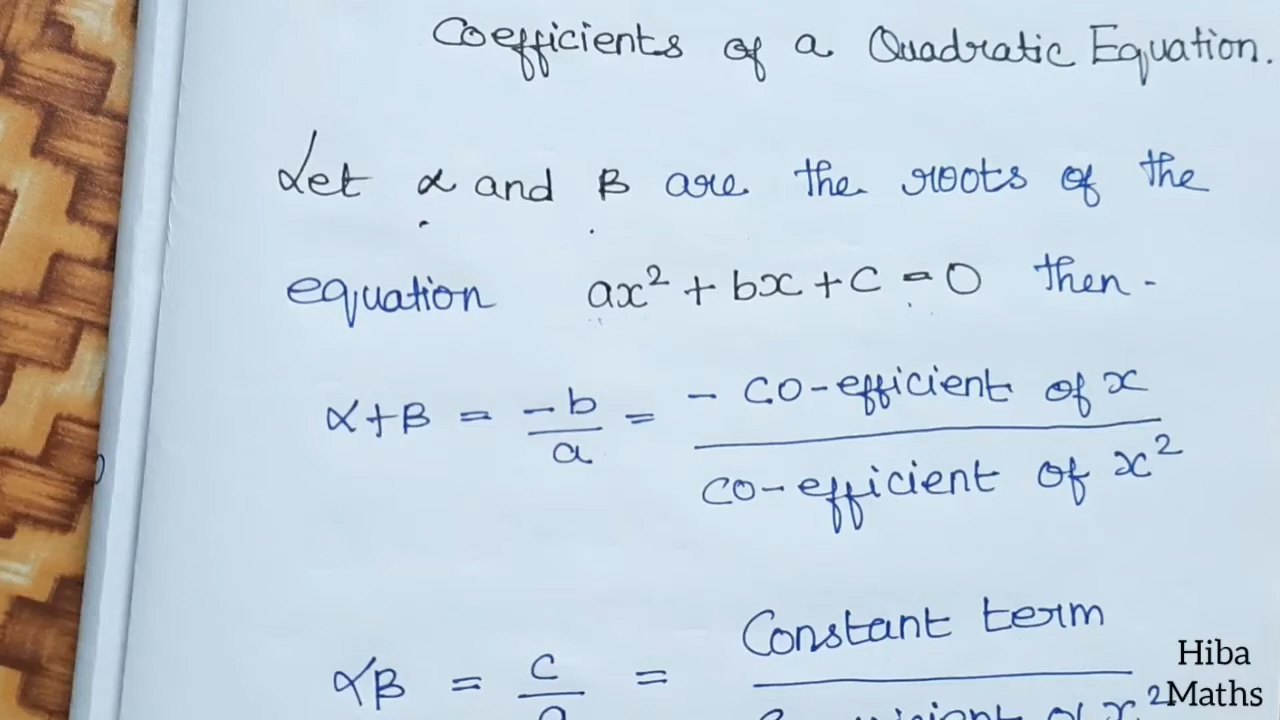 Coefficients of a Quadratic Equation.
Let α and β are the roots of the
equation ax² + bx + c = 0 then -
α+β = -b/a = - co-efficient of x / co-efficient of x²
αβ = c/a = Constant term / x²
Hiba
Maths